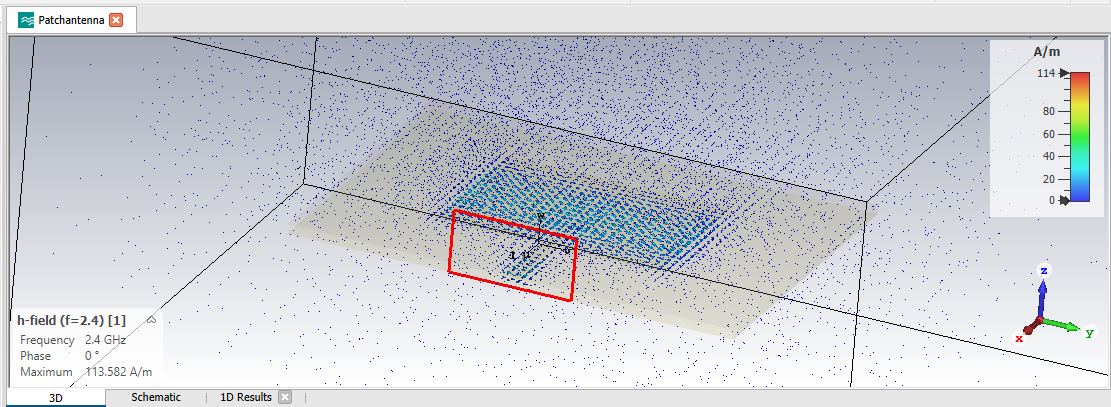 Patchantenna
A/m
114
80
60
40
20
0
z
y
x
h-field (f=2.4) [1]
Frequency 2.4 GHz
Phase 0 °
Maximum 113.582 A/m
3D
Schematic
1D Results